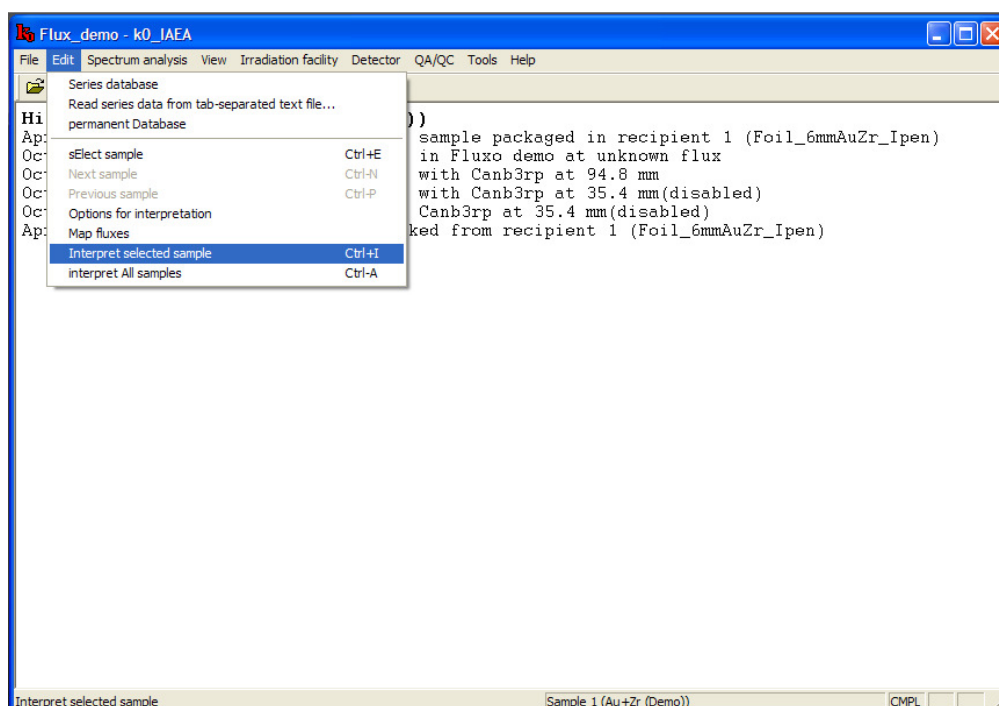 Flux_demo - k0_IAEA
File Edit Spectrum analysis View Irradiation facility Detector QA/QC Tools Help
Series database
Read series data from tab-separated text file...
permanent Database
sElect sample Ctrl+E
Next sample Ctrl-N
Previous sample Ctrl-P
Options for interpretation
Map fluxes
Interpret selected sample Ctrl+I
interpret All samples Ctrl-A
Hi ))
Ap: sample packaged in recipient 1 (Foil_6mmAuZr_Ipen)
Oc in Fluxo demo at unknown flux
Oc with Canb3rp at 94.8 mm
Oc with Canb3rp at 35.4 mm(disabled)
Oc Canb3rp at 35.4 mm(disabled)
Ap: ked from recipient 1 (Foil_6mmAuZr_Ipen)
Interpret selected sample Sample 1 (Au+Zr (Demo)) CMPL